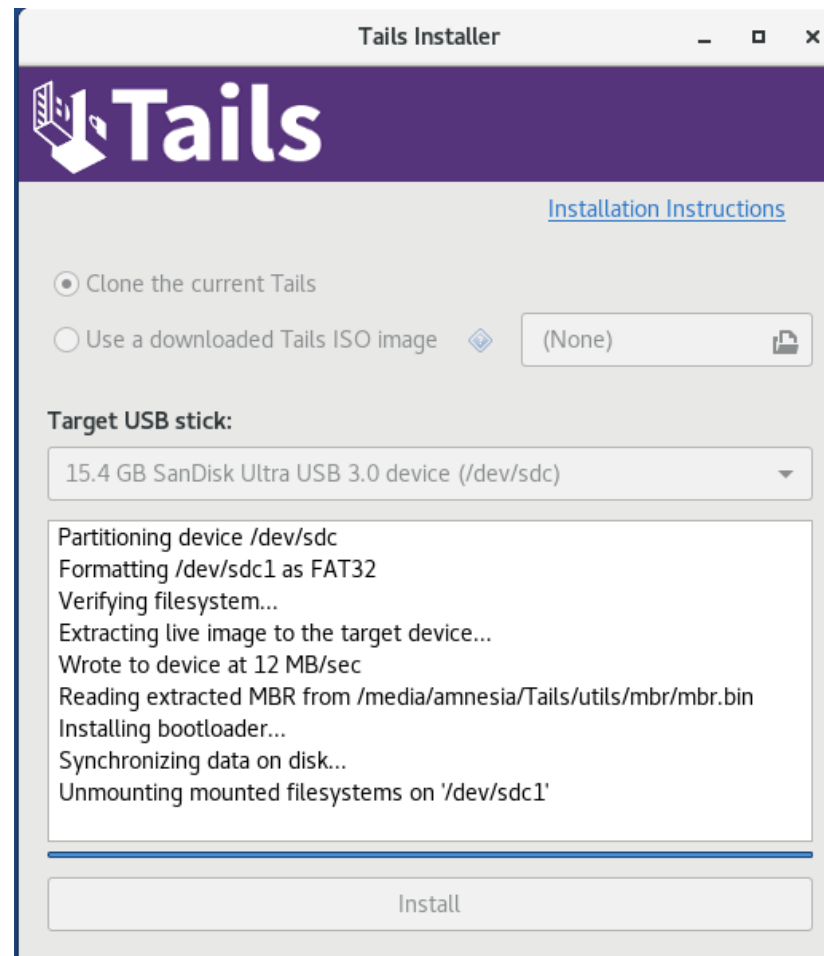 Tails Installer
Tails
Installation Instructions
Clone the current Tails
Use a downloaded Tails ISO image
(None)
Target USB stick:
15.4 GB SanDisk Ultra USB 3.0 device (/dev/sdc)
Partitioning device /dev/sdc
Formatting /dev/sdc1 as FAT32
Verifying filesystem...
Extracting live image to the target device...
Wrote to device at 12 MB/sec
Reading extracted MBR from /media/amnesia/Tails/utils/mbr/mbr.bin
Installing bootloader...
Synchronizing data on disk...
Unmounting mounted filesystems on '/dev/sdc1'
Install